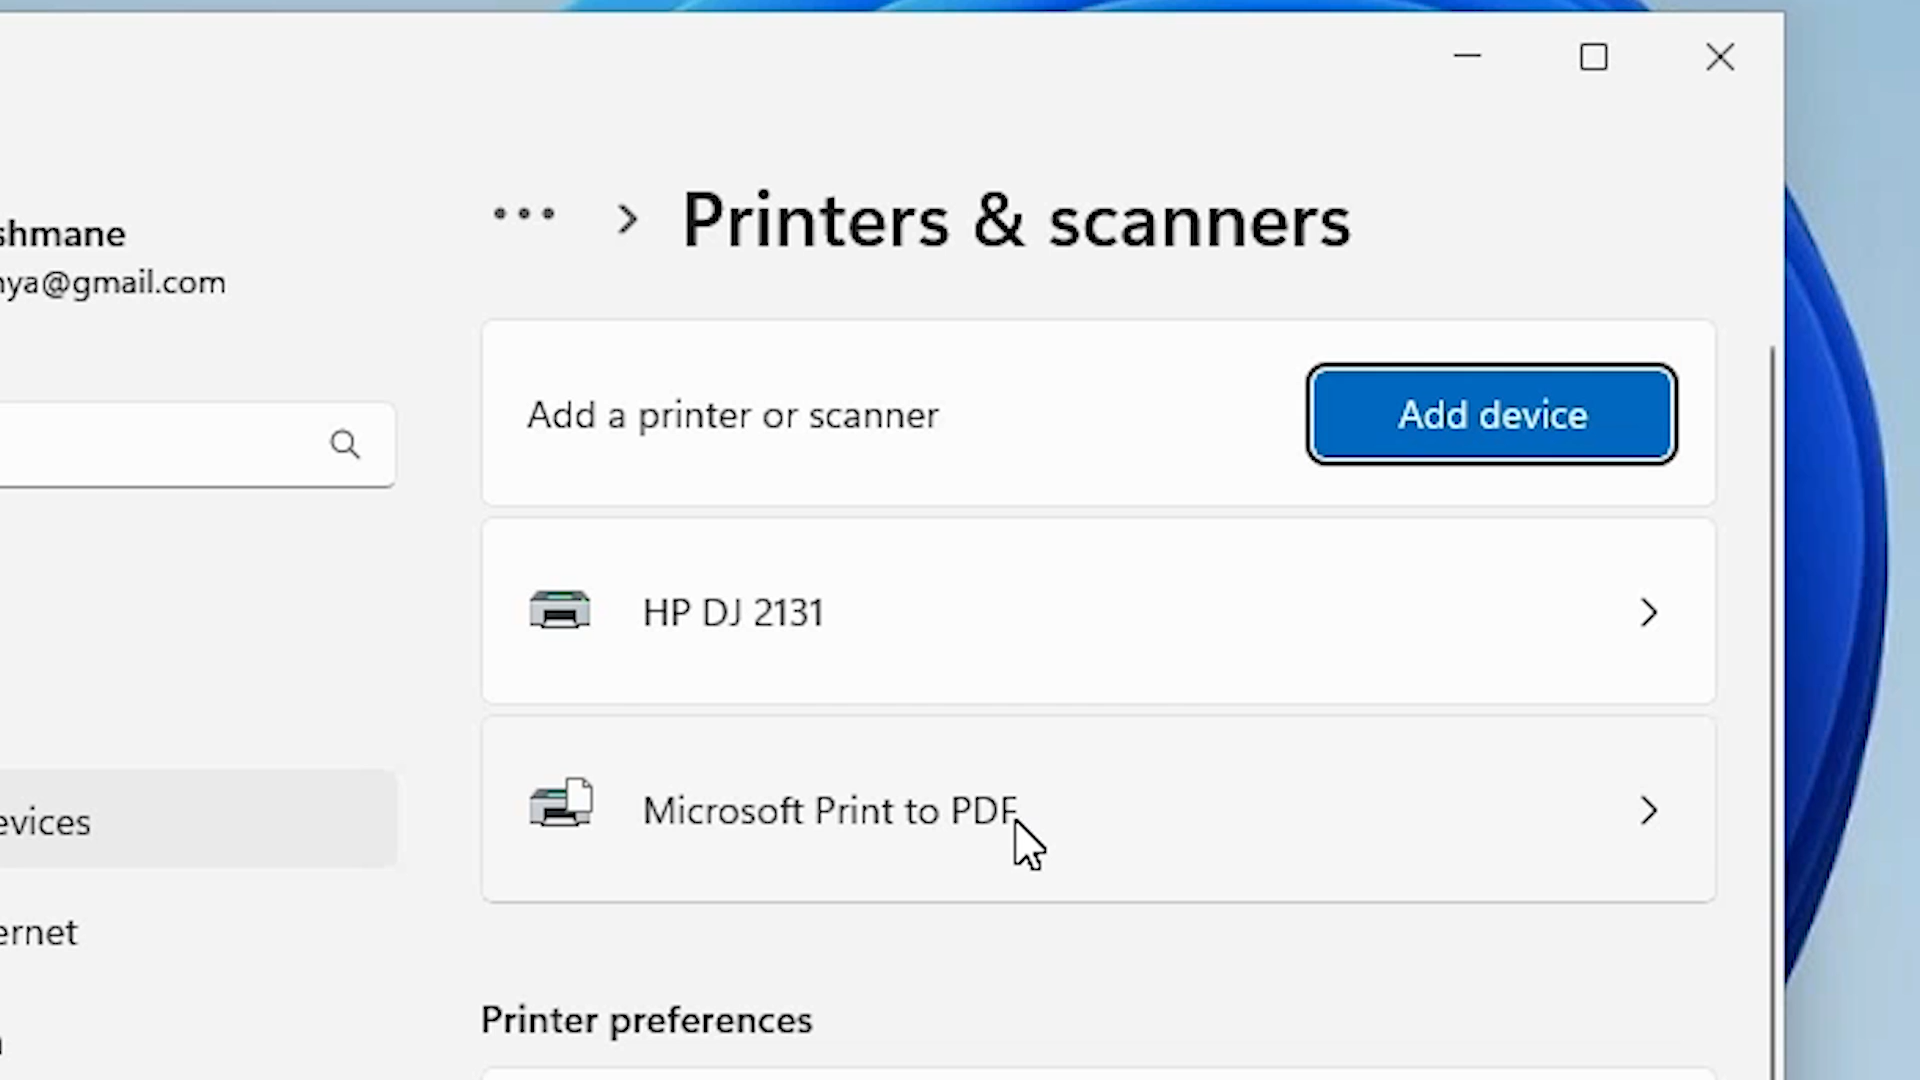 Printers & scanners
shmane
nya@gmail.com
Add a printer or scanner
Add device
HP DJ 2131
Microsoft Print to PDF
evices
ernet
Printer preferences